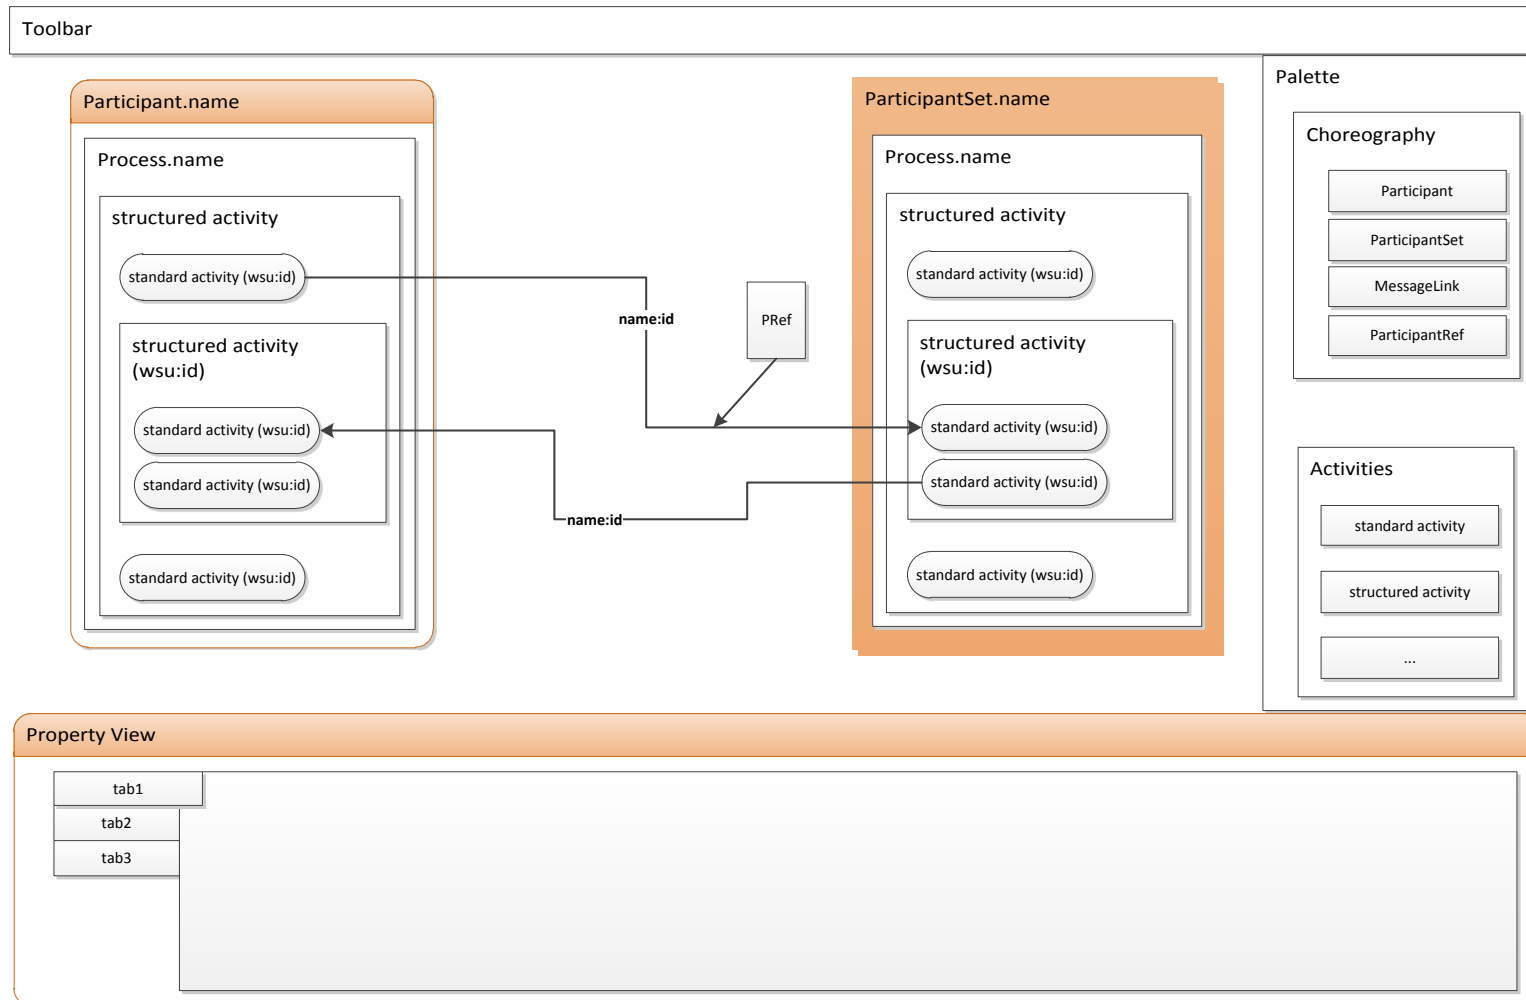 Toolbar
Participant.name
Process.name
structured activity
standard activity (wsu:id)
structured activity
(wsu:id)
standard activity (wsu:id)
standard activity (wsu:id)
standard activity (wsu:id)
name:id
PRef
name:id
ParticipantSet.name
Process.name
structured activity
standard activity (wsu:id)
structured activity
(wsu:id)
standard activity (wsu:id)
standard activity (wsu:id)
standard activity (wsu:id)
Palette
Choreography
Participant
ParticipantSet
MessageLink
ParticipantRef
Activities
standard activity
structured activity
...
Property View
tab1
tab2
tab3